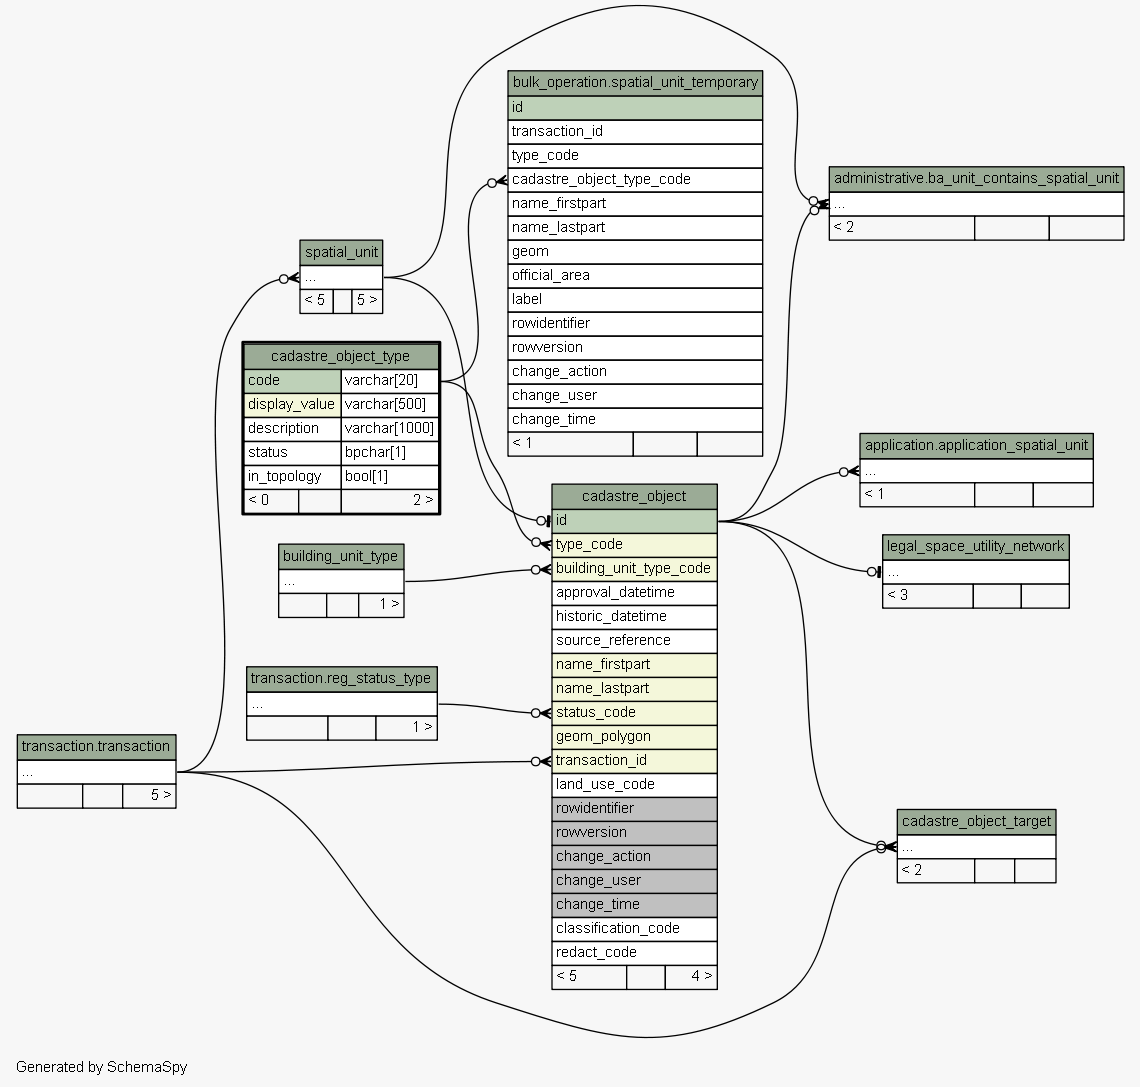 bulk_operation.spatial_unit_temporary
id
transaction_id
type_code
cadastre_object_type_code
name_firstpart
name_lastpart
geom
official_area
label
rowidentifier
rowversion
change_action
change_user
change_time
< 1
administrative.ba_unit_contains_spatial_unit
...
< 2
spatial_unit
...
< 5 5 >
cadastre_object_type
code varchar[20]
display_value varchar[500]
description varchar[1000]
status bpchar[1]
in_topology bool[1]
< 0 2 >
application.application_spatial_unit
...
< 1
cadastre_object
id
type_code
building_unit_type_code
approval_datetime
historic_datetime
source_reference
name_firstpart
name_lastpart
status_code
geom_polygon
transaction_id
land_use_code
rowidentifier
rowversion
change_action
change_user
change_time
classification_code
redact_code
< 5 4 >
legal_space_utility_network
...
< 3
building_unit_type
...
1 >
transaction.reg_status_type
...
1 >
transaction.transaction
...
5 >
cadastre_object_target
...
< 2
Generated by SchemaSpy